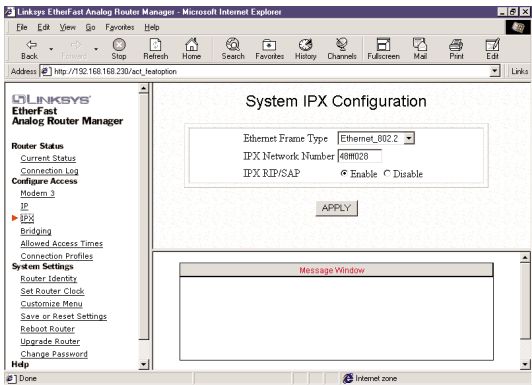 Linksys EtherFast Analog Router Manager - Microsoft Internet Explorer
File Edit View Go Favorites Help
Back Forward Stop Refresh Home Search Favorites History Channels Fullscreen Mail Print Edit
Address http://192.168.168.230/act_featoption Links
LINKSYS
EtherFast
Analog Router Manager
Router Status
Current Status
Connection Log
Configure Access
Modem 3
IP
IPX
Bridging
Allowed Access Times
Connection Profiles
System Settings
Router Identity
Set Router Clock
Customize Menu
Save or Reset Settings
Reboot Router
Upgrade Router
Change Password
Help
System IPX Configuration
Ethernet Frame Type Ethernet_802.2
IPX Network Number 48fff028
IPX RIP/SAP Enable Disable
APPLY
Message Window
Done Internet zone